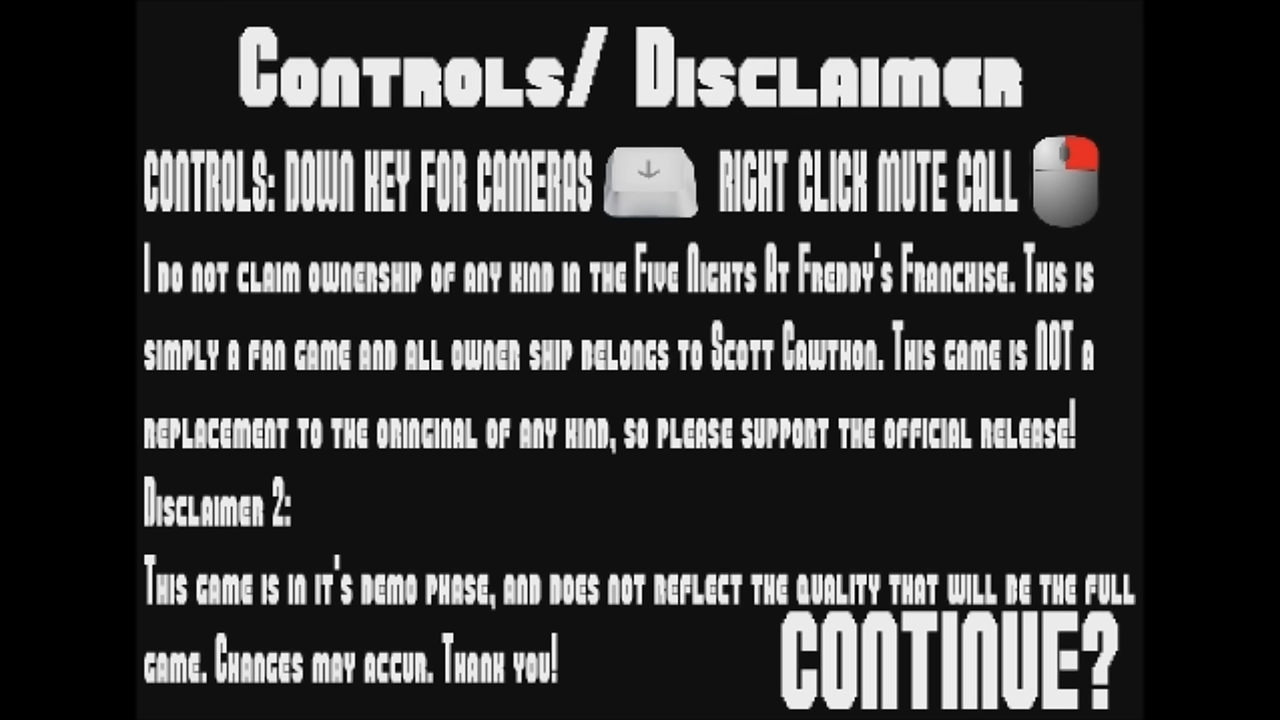 Controls/ Disclaimer
CONTROLS: DOWN KEY FOR CAMERAS RIGHT CLICK MUTE CALL
I do not claim ownership of any kind in the Five Nights At Freddy's Franchise. This is
simply a fan game and all owner ship belongs to Scott Cawthon. This game is NOT a
replacement to the oringinal of any kind, so please support the official release!
Disclaimer 2:
This game is in it's demo phase, and does not reflect the quality that will be the full
game. Changes may accur. Thank you!
CONTINUE?